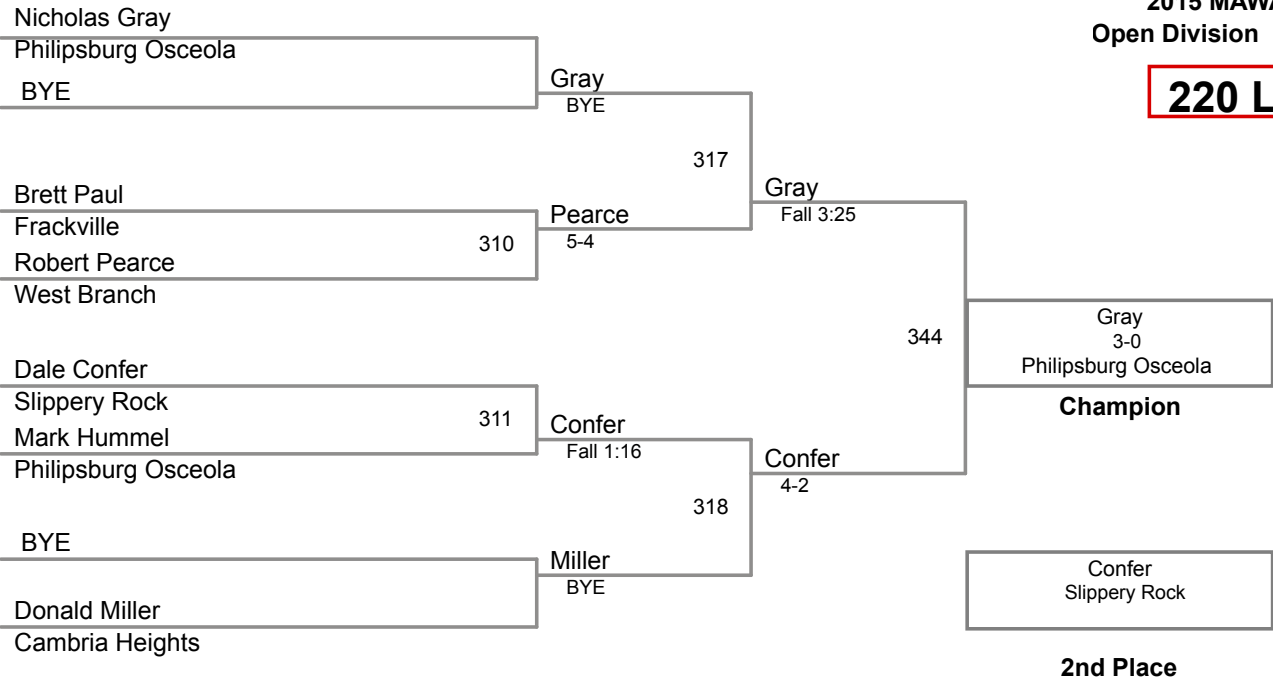 Nicholas Gray
Philipsburg Osceola
BYE
Gray
BYE
2015
Open Division
220
317
Brett Paul
Frackville
310
Robert Pearce
West Branch
Pearce
5-4
Gray
Fall 3:25
344
Gray
3-0
Philipsburg Osceola
Champion
Dale Confer
Slippery Rock
311
Mark Hummel
Philipsburg Osceola
Confer
Fall 1:16
Confer
4-2
318
BYE
Miller
BYE
Donald Miller
Cambria Heights
Confer
Slippery Rock
2nd Place